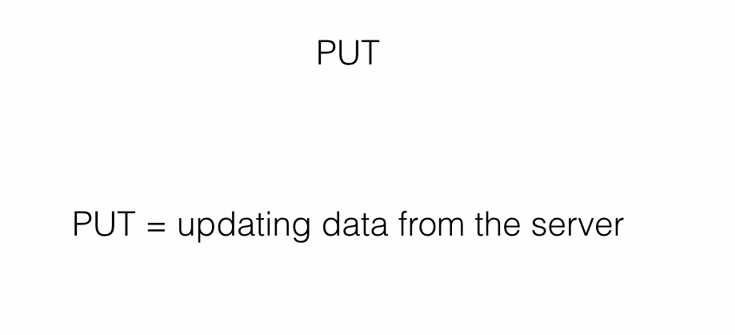 PUT
PUT = updating data from the server